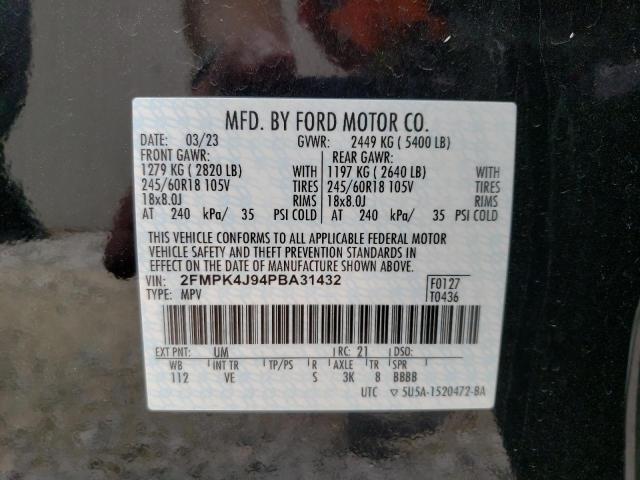 MFD. BY FORD MOTOR CO.
DATE: 03/23 GVWR: 2449 KG ( 5400 LB)
FRONT GAWR: REAR GAWR:
1279 KG ( 2820 LB) WITH 1197 KG ( 2640 LB) WITH
245/60R18 105V TIRES 245/60R18 105V TIRES
18x8.0J RIMS 18x8.0J RIMS
AT 240 kPa/ 35 PSI COLD AT 240 kPa/ 35 PSI COLD
THIS VEHICLE CONFORMS TO ALL APPLICABLE FEDERAL MOTOR
VEHICLE SAFETY AND THEFT PREVENTION STANDARDS IN
EFFECT ON THE DATE OF MANUFACTURE SHOWN ABOVE.
VIN: 2FMPK4J94PBA31432 F0127
TYPE: MPV T0436
EXT PNT: UM RC: 21 DSO:
WB INT TR TP/PS R AXLE TR SPR
112 VE S 3K 8 BBBB
UTC ▽ 5U5A-1520472-BA